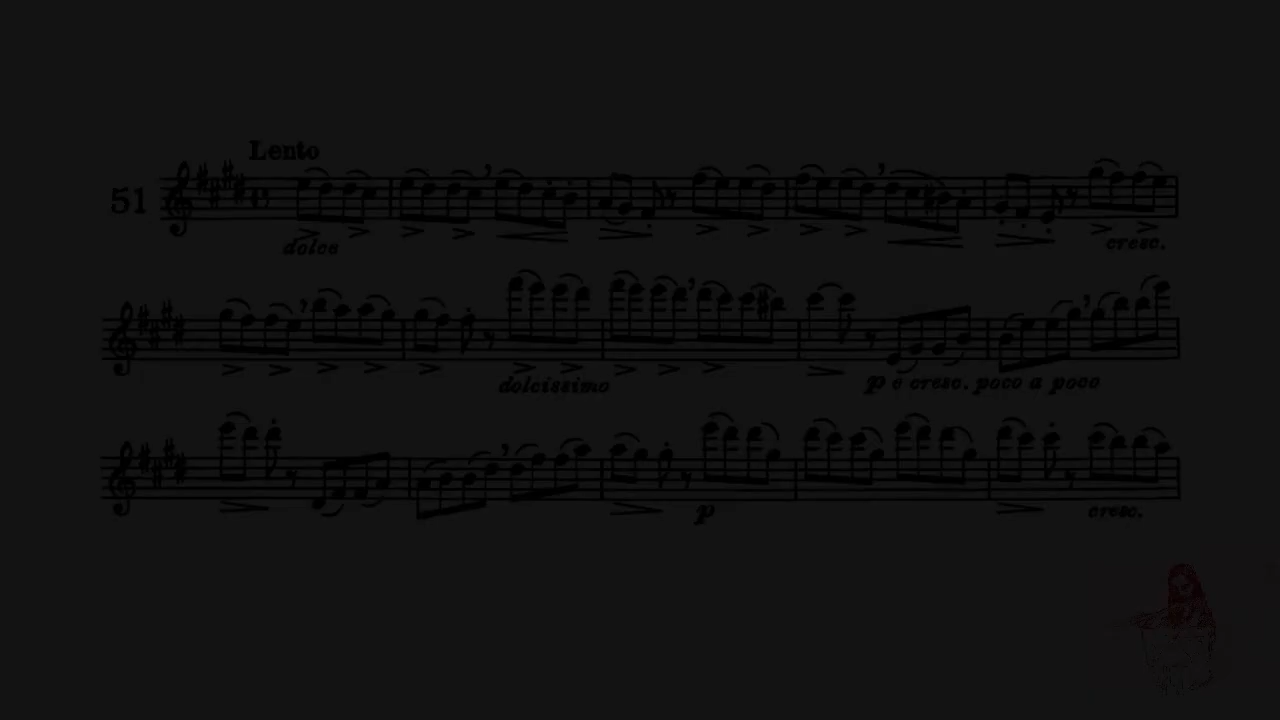 Lento
51
dolce
cresc.
dolcissimo
p e cresc. poco a poco
p
cresc.